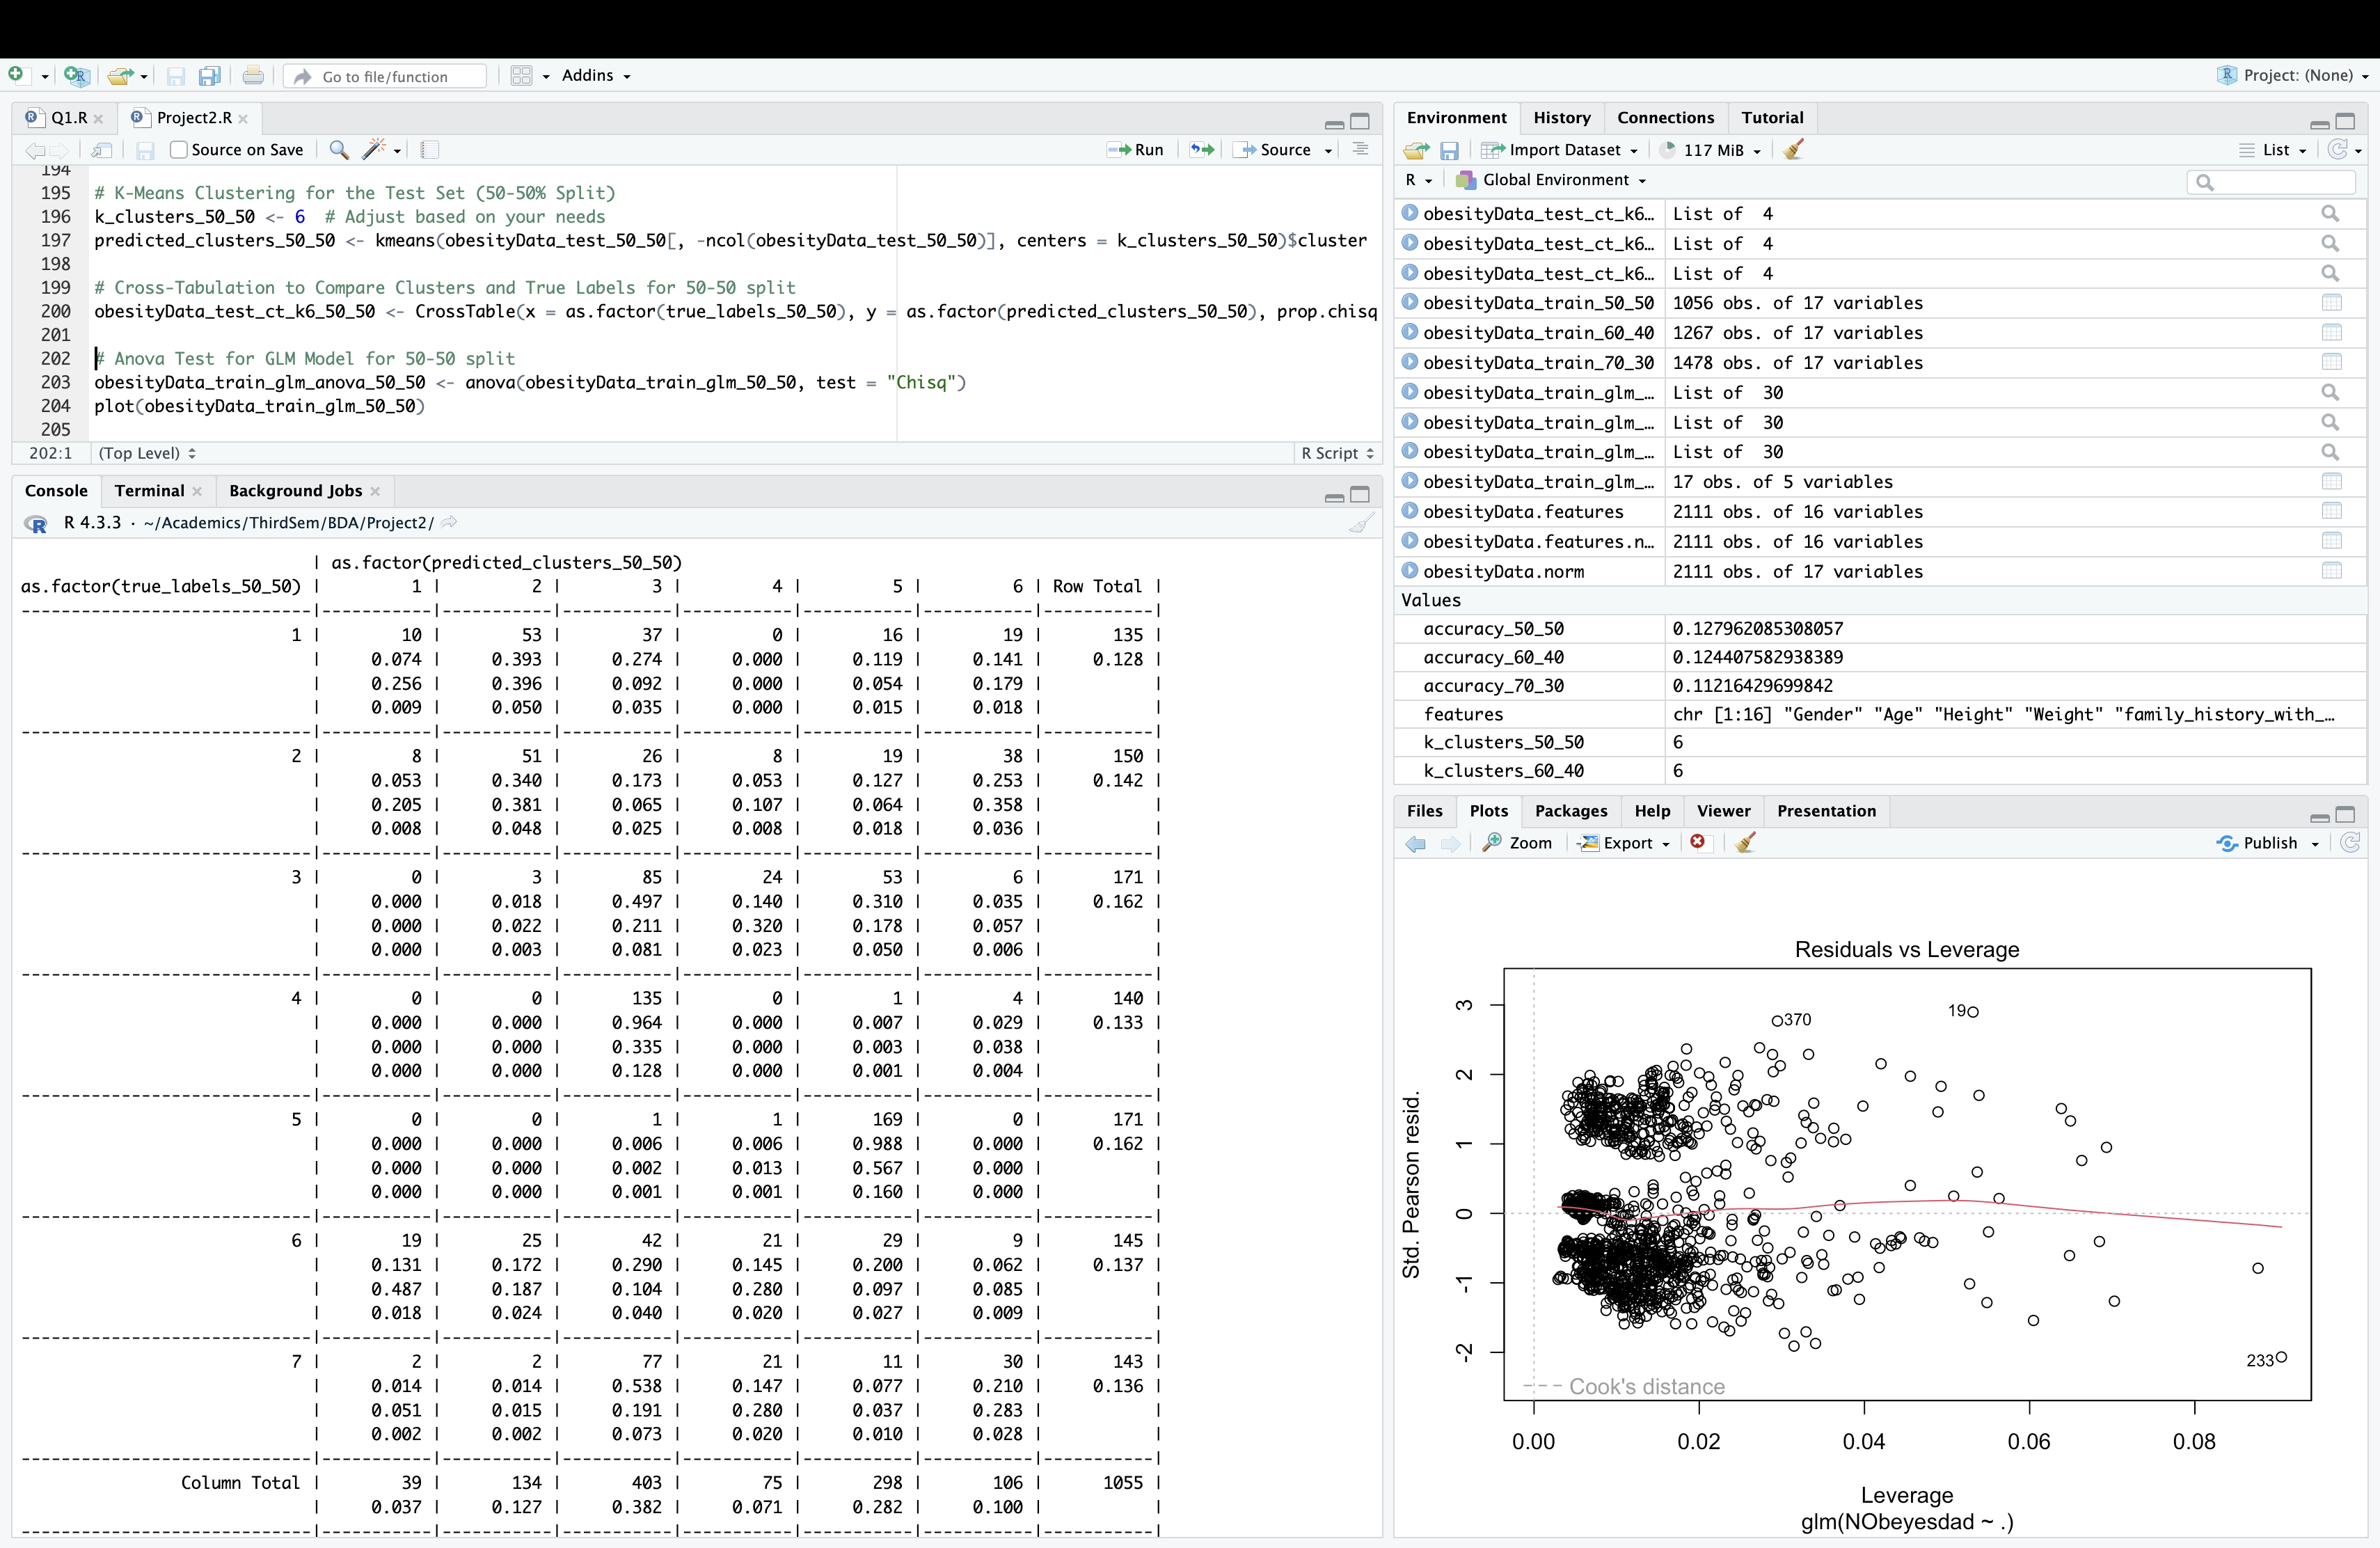 Go to file/function
Addins
Project: (None)
Q1.R
Project2.R
Source on Save
Run
Source
194
195 # K-Means Clustering for the Test Set (50-50% Split)
196 k_clusters_50_50 <- 6  # Adjust based on your needs
197 predicted_clusters_50_50 <- kmeans(obesityData_test_50_50[, -ncol(obesityData_test_50_50)], centers = k_clusters_50_50)$cluster
198
199 # Cross-Tabulation to Compare Clusters and True Labels for 50-50 split
200 obesityData_test_ct_k6_50_50 <- CrossTable(x = as.factor(true_labels_50_50), y = as.factor(predicted_clusters_50_50), prop.chisq
201
202 # Anova Test for GLM Model for 50-50 split
203 obesityData_train_glm_anova_50_50 <- anova(obesityData_train_glm_50_50, test = "Chisq")
204 plot(obesityData_train_glm_50_50)
205
202:1 (Top Level) R Script
Console Terminal Background Jobs
R 4.3.3 · ~/Academics/ThirdSem/BDA/Project2/
| as.factor(predicted_clusters_50_50)
as.factor(true_labels_50_50) | 1 | 2 | 3 | 4 | 5 | 6 | Row Total |
-----------------------------|-----------|-----------|-----------|-----------|-----------|-----------|-----------|
1 | 10 | 53 | 37 | 0 | 16 | 19 | 135 |
| 0.074 | 0.393 | 0.274 | 0.000 | 0.119 | 0.141 | 0.128 |
| 0.256 | 0.396 | 0.092 | 0.000 | 0.054 | 0.179 | |
| 0.009 | 0.050 | 0.035 | 0.000 | 0.015 | 0.018 | |
-----------------------------|-----------|-----------|-----------|-----------|-----------|-----------|-----------|
2 | 8 | 51 | 26 | 8 | 19 | 38 | 150 |
| 0.053 | 0.340 | 0.173 | 0.053 | 0.127 | 0.253 | 0.142 |
| 0.205 | 0.381 | 0.065 | 0.107 | 0.064 | 0.358 | |
| 0.008 | 0.048 | 0.025 | 0.008 | 0.018 | 0.036 | |
-----------------------------|-----------|-----------|-----------|-----------|-----------|-----------|-----------|
3 | 0 | 3 | 85 | 24 | 53 | 6 | 171 |
| 0.000 | 0.018 | 0.497 | 0.140 | 0.310 | 0.035 | 0.162 |
| 0.000 | 0.022 | 0.211 | 0.320 | 0.178 | 0.057 | |
| 0.000 | 0.003 | 0.081 | 0.023 | 0.050 | 0.006 | |
-----------------------------|-----------|-----------|-----------|-----------|-----------|-----------|-----------|
4 | 0 | 0 | 135 | 0 | 1 | 4 | 140 |
| 0.000 | 0.000 | 0.964 | 0.000 | 0.007 | 0.029 | 0.133 |
| 0.000 | 0.000 | 0.335 | 0.000 | 0.003 | 0.038 | |
| 0.000 | 0.000 | 0.128 | 0.000 | 0.001 | 0.004 | |
-----------------------------|-----------|-----------|-----------|-----------|-----------|-----------|-----------|
5 | 0 | 0 | 1 | 1 | 169 | 0 | 171 |
| 0.000 | 0.000 | 0.006 | 0.006 | 0.988 | 0.000 | 0.162 |
| 0.000 | 0.000 | 0.002 | 0.013 | 0.567 | 0.000 | |
| 0.000 | 0.000 | 0.001 | 0.001 | 0.160 | 0.000 | |
-----------------------------|-----------|-----------|-----------|-----------|-----------|-----------|-----------|
6 | 19 | 25 | 42 | 21 | 29 | 9 | 145 |
| 0.131 | 0.172 | 0.290 | 0.145 | 0.200 | 0.062 | 0.137 |
| 0.487 | 0.187 | 0.104 | 0.280 | 0.097 | 0.085 | |
| 0.018 | 0.024 | 0.040 | 0.020 | 0.027 | 0.009 | |
-----------------------------|-----------|-----------|-----------|-----------|-----------|-----------|-----------|
7 | 2 | 2 | 77 | 21 | 11 | 30 | 143 |
| 0.014 | 0.014 | 0.538 | 0.147 | 0.077 | 0.210 | 0.136 |
| 0.051 | 0.015 | 0.191 | 0.280 | 0.037 | 0.283 | |
| 0.002 | 0.002 | 0.073 | 0.020 | 0.010 | 0.028 | |
-----------------------------|-----------|-----------|-----------|-----------|-----------|-----------|-----------|
Column Total | 39 | 134 | 403 | 75 | 298 | 106 | 1055 |
| 0.037 | 0.127 | 0.382 | 0.071 | 0.282 | 0.100 | |
-----------------------------|-----------|-----------|-----------|-----------|-----------|-----------|-----------|
Environment History Connections Tutorial
Import Dataset 117 MiB List
R Global Environment
obesityData_test_ct_k6… List of 4
obesityData_test_ct_k6… List of 4
obesityData_test_ct_k6… List of 4
obesityData_train_50_50 1056 obs. of 17 variables
obesityData_train_60_40 1267 obs. of 17 variables
obesityData_train_70_30 1478 obs. of 17 variables
obesityData_train_glm_… List of 30
obesityData_train_glm_… List of 30
obesityData_train_glm_… List of 30
obesityData_train_glm_… 17 obs. of 5 variables
obesityData.features 2111 obs. of 16 variables
obesityData.features.n… 2111 obs. of 16 variables
obesityData.norm 2111 obs. of 17 variables
Values
accuracy_50_50 0.127962085308057
accuracy_60_40 0.124407582938389
accuracy_70_30 0.11216429699842
features chr [1:16] "Gender" "Age" "Height" "Weight" "family_history_with_…
k_clusters_50_50 6
k_clusters_60_40 6
Files Plots Packages Help Viewer Presentation
Zoom Export Publish
Residuals vs Leverage
Std. Pearson resid.
3
2
1
0
-1
-2
370
19
233
Cook's distance
0.00 0.02 0.04 0.06 0.08
Leverage
glm(NObeyesdad ~ .)